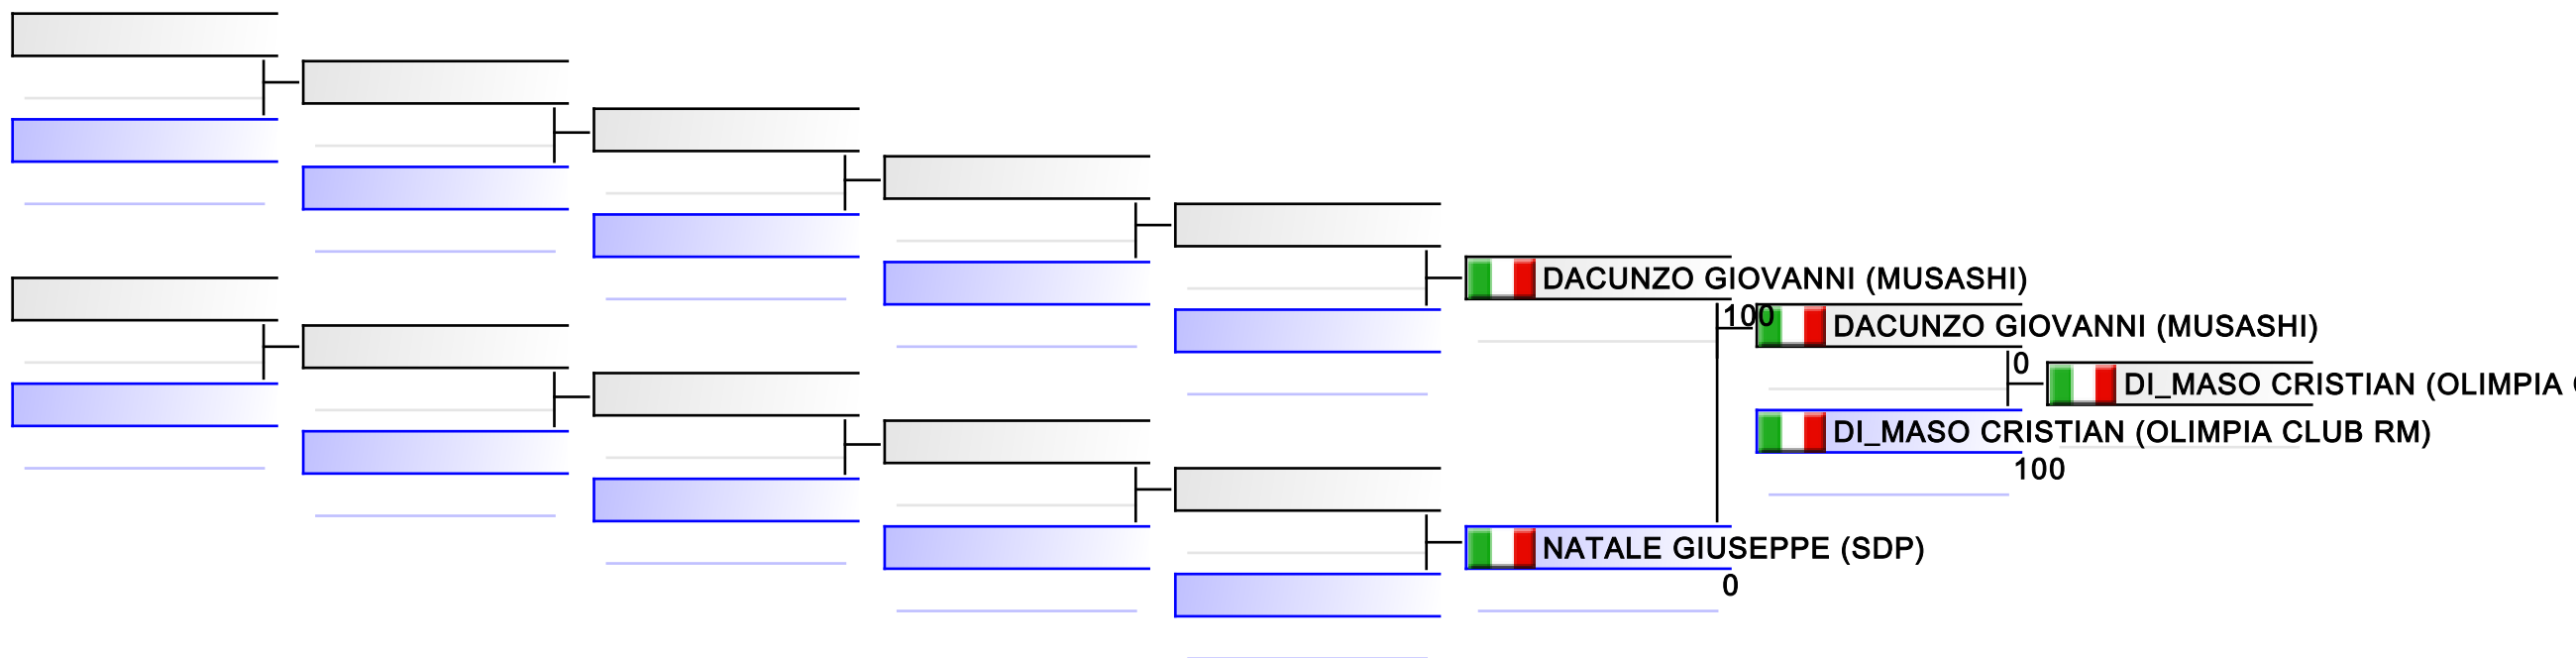 DACUNZO GIOVANNI (MUSASHI)
100
DACUNZO GIOVANNI (MUSASHI)
0
DI_MASO CRISTIAN (OLIMPIA
DI_MASO CRISTIAN (OLIMPIA CLUB RM)
100
NATALE GIUSEPPE (SDP)
0